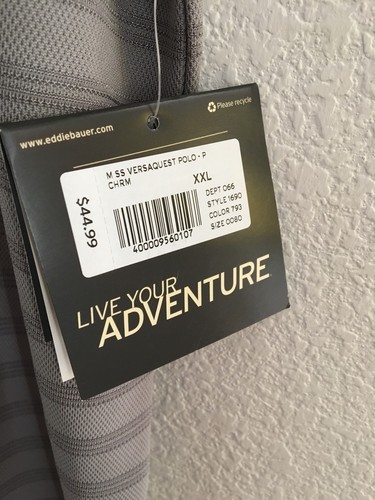 www.eddiebauer.com
Please recycle
M SS VERSAQUEST POLO - P
CHRM
XXL
$44.99
DEPT 066
STYLE 1690
COLOR 793
SIZE 0080
400009560107
LIVE YOUR
ADVENTURE